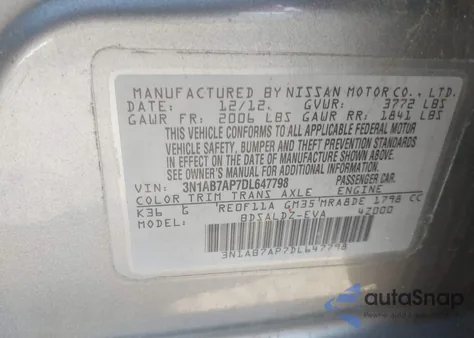 MANUFACTURED BY NISSAN MOTOR CO., LTD.
DATE: 12/12. GVUR: 3772 LBS
GAUR FR: 2006 LBS GAUR RR: 1841 LBS
THIS VEHICLE CONFORMS TO ALL APPLICABLE FEDERAL MOTOR
VEHICLE SAFETY, BUMPER AND THEFT PREVENTION STANDARDS
IN EFFECT ON THE DATE OF MANUFACTURE SHOWN ABOVE.
SEE OWNER'S MANUAL FOR ADDITIONAL INFORMATION.
VIN: 3N1AB7AP7DL647798 PASSENGER CAR.
COLOR TRIM TRANS AXLE ENGINE
K36 G RE0F11A GM35 MRA8DE 1798 CC
MODEL: BDSALDZ-EVA 42000
3N1AB7AP7DL647798
autoSnap